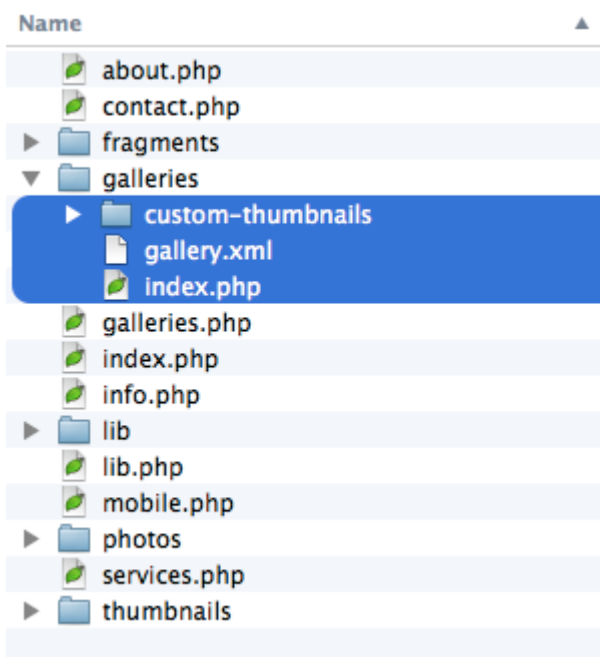 Name
about.php
contact.php
fragments
galleries
custom-thumbnails
gallery.xml
index.php
galleries.php
index.php
info.php
lib
lib.php
mobile.php
photos
services.php
thumbnails